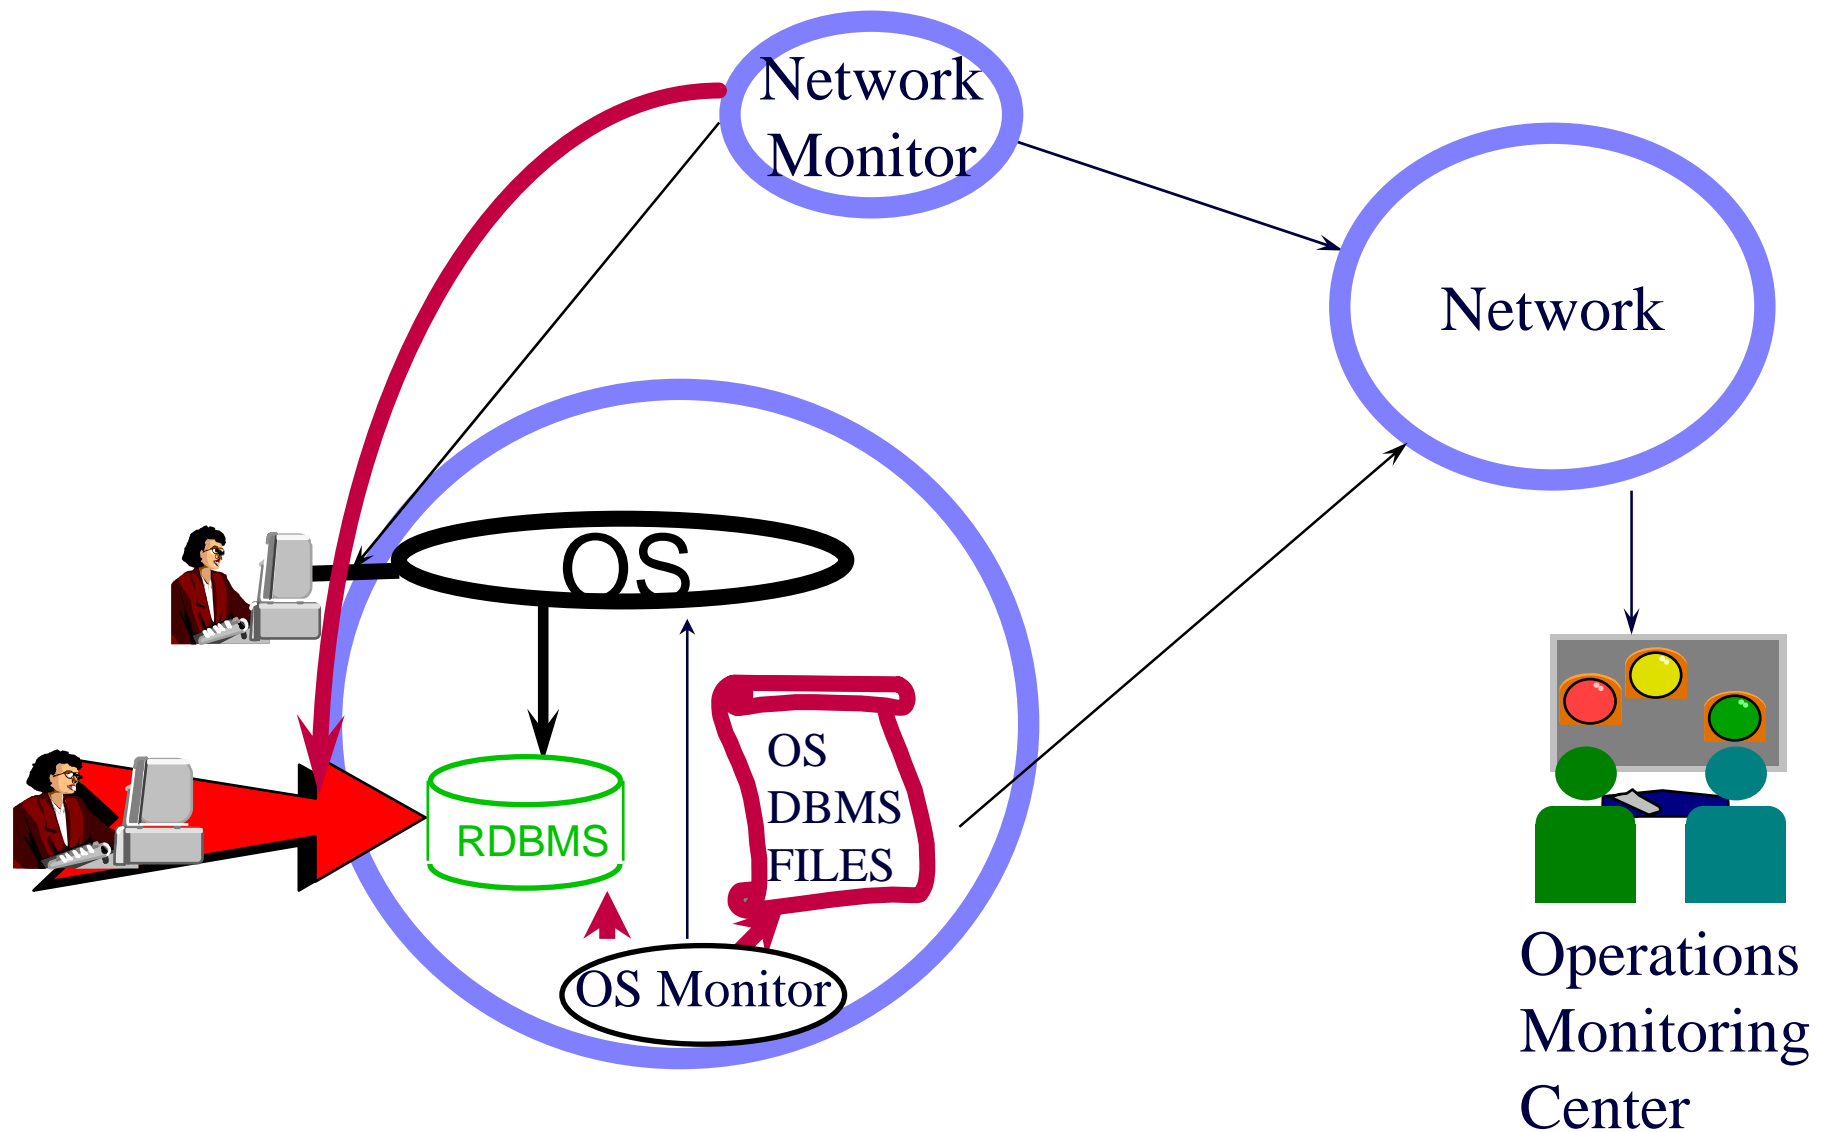 Network
Monitor
Network
OS
OS
DBMS
FILES
RDBMS
OS Monitor
Operations
Monitoring
Center